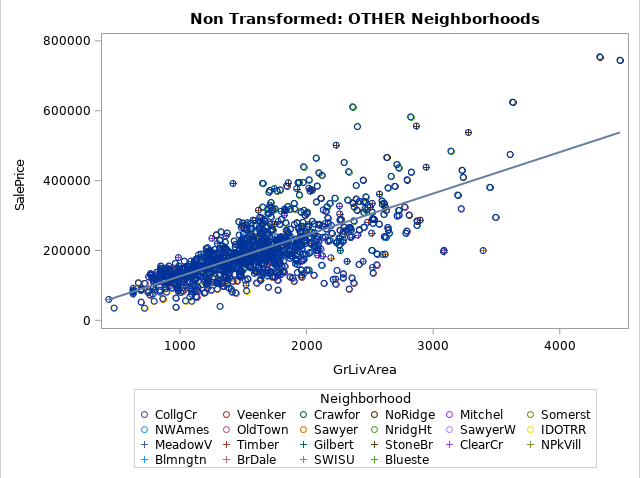 Non Transformed: OTHER Neighborhoods
800000
600000
400000
200000
0
SalePrice
1000 2000 3000 4000
GrLivArea
Neighborhood
CollgCr Veenker Crawfor NoRidge Mitchel Somerst
NWAmes OldTown Sawyer NridgHt SawyerW IDOTRR
MeadowV Timber Gilbert StoneBr ClearCr NPkVill
Blmngtn BrDale SWISU Blueste